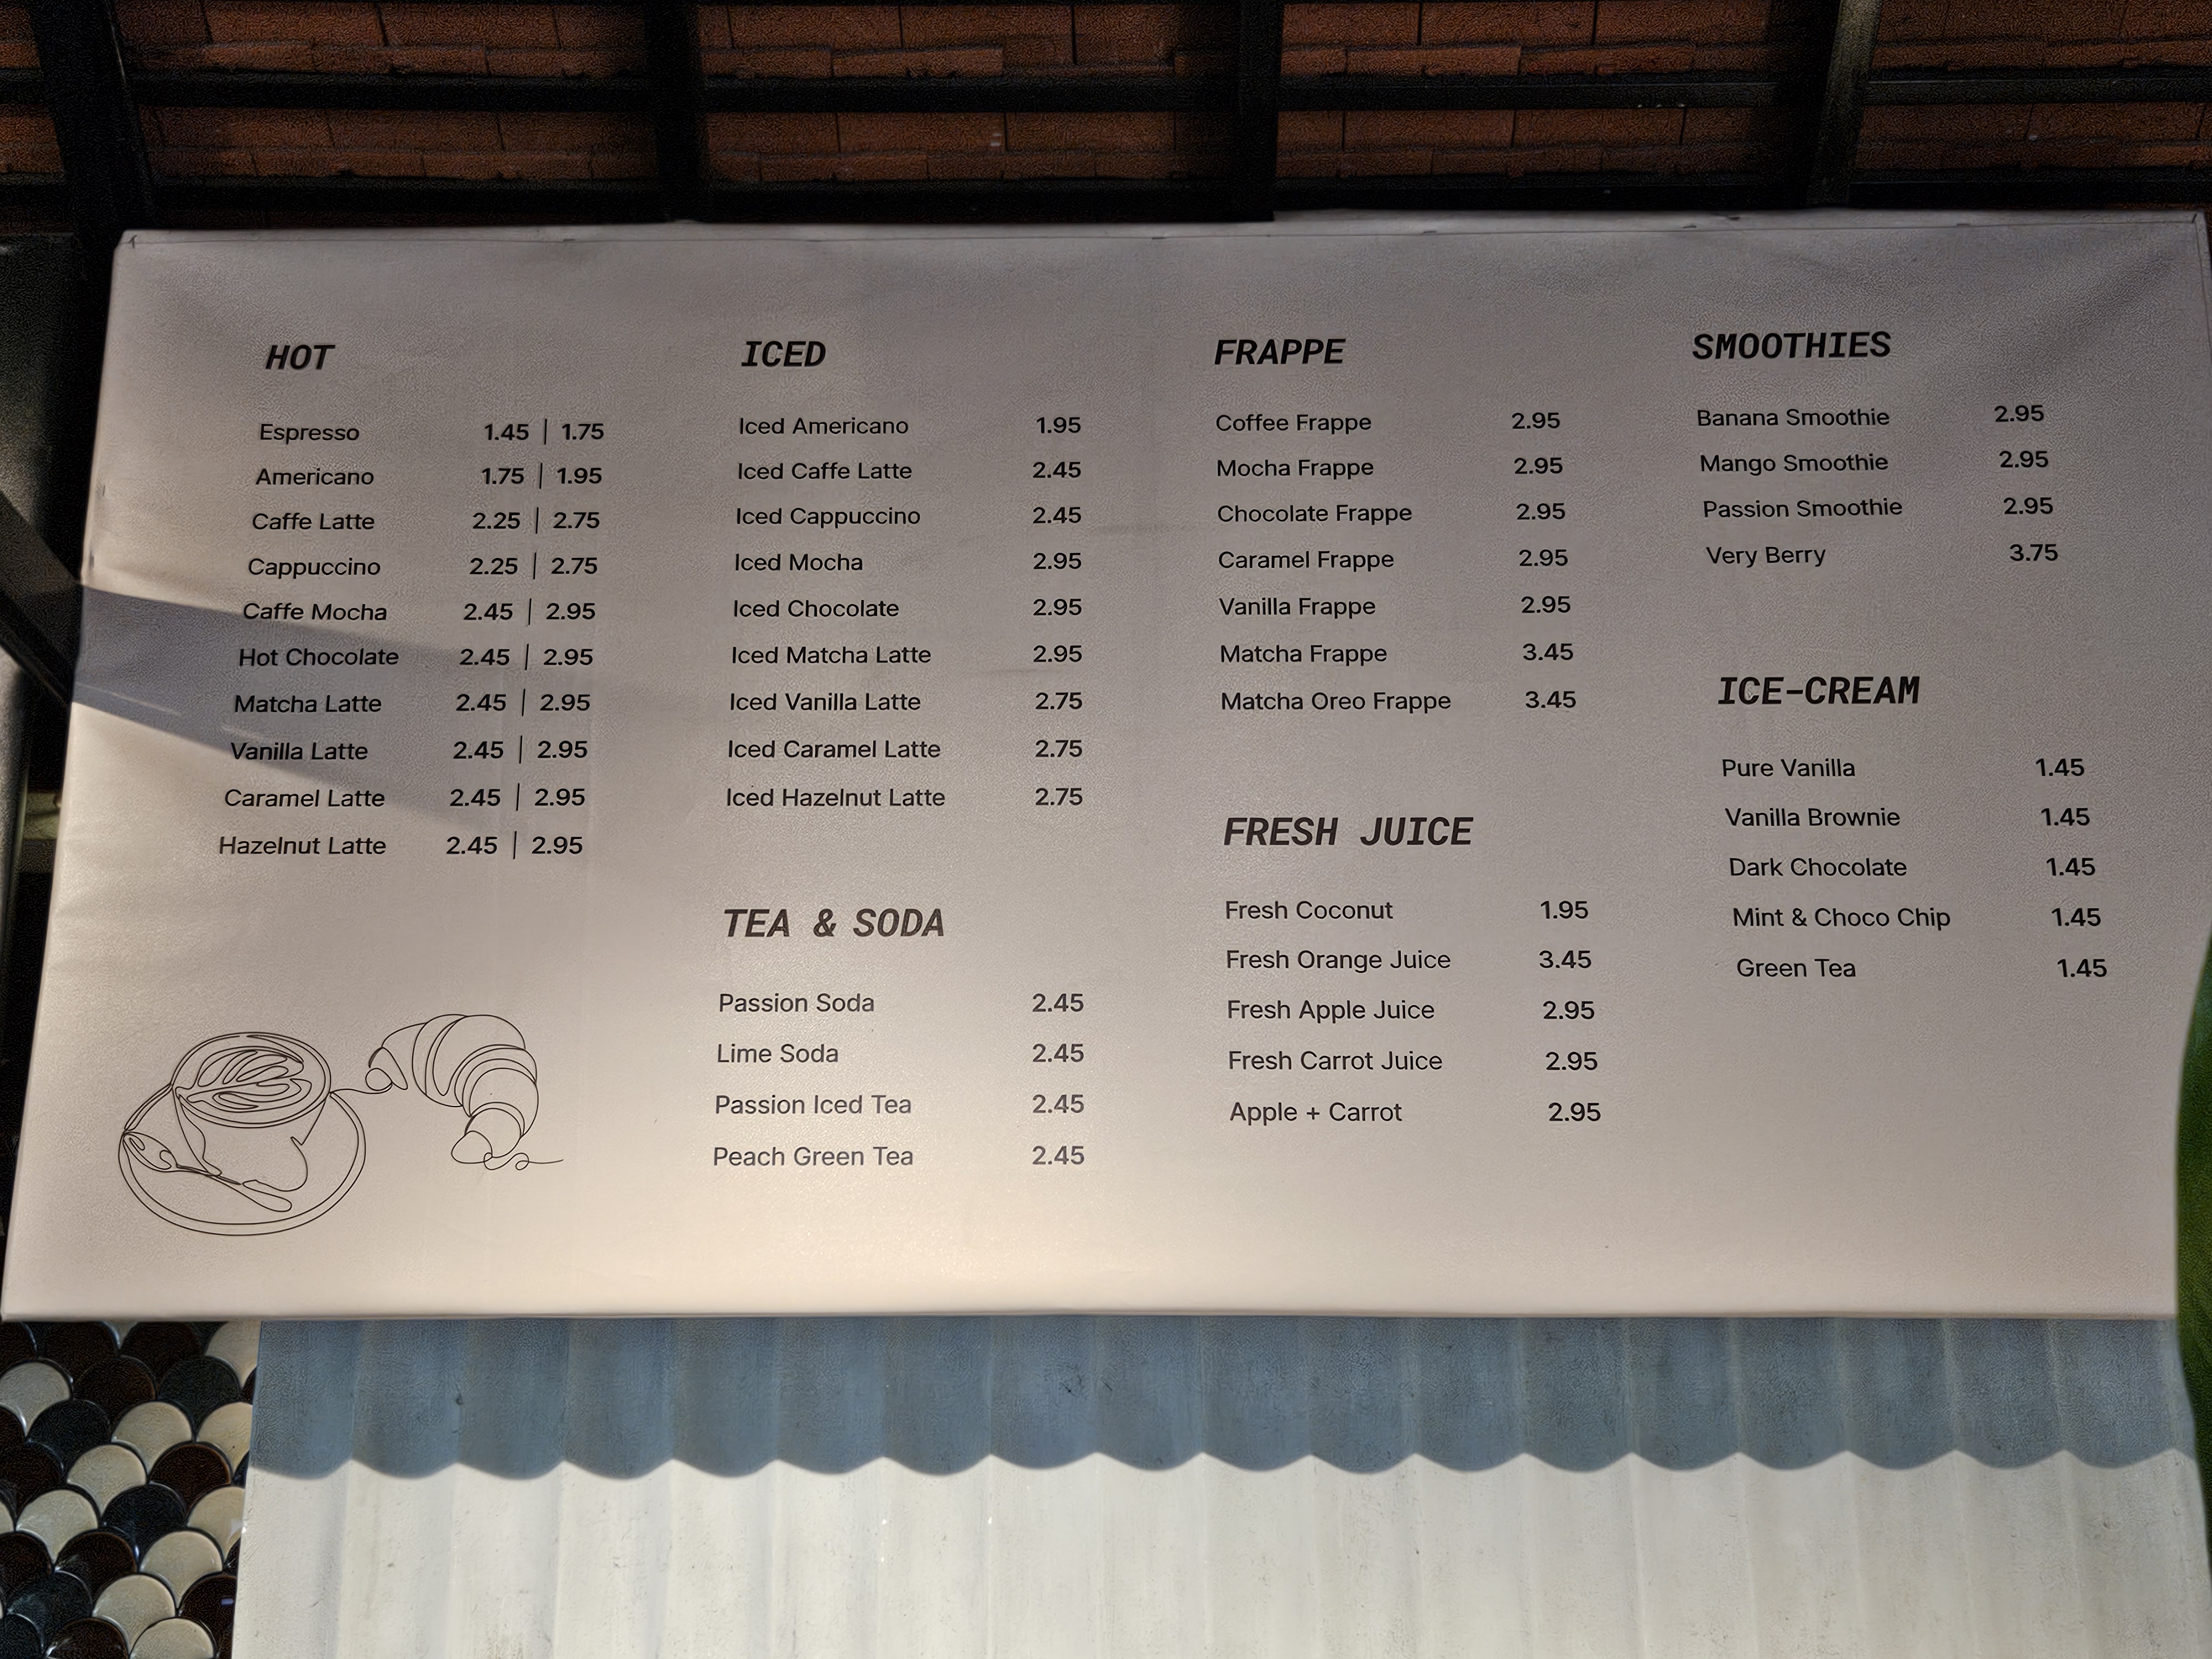 HOT
Espresso 1.45 | 1.75
Americano 1.75 | 1.95
Caffe Latte 2.25 | 2.75
Cappuccino 2.25 | 2.75
Caffe Mocha 2.45 | 2.95
Hot Chocolate 2.45 | 2.95
Matcha Latte 2.45 | 2.95
Vanilla Latte 2.45 | 2.95
Caramel Latte 2.45 | 2.95
Hazelnut Latte 2.45 | 2.95
ICED
Iced Americano 1.95
Iced Caffe Latte 2.45
Iced Cappuccino 2.45
Iced Mocha 2.95
Iced Chocolate 2.95
Iced Matcha Latte 2.95
Iced Vanilla Latte 2.75
Iced Caramel Latte 2.75
Iced Hazelnut Latte 2.75
TEA & SODA
Passion Soda 2.45
Lime Soda 2.45
Passion Iced Tea 2.45
Peach Green Tea 2.45
FRAPPE
Coffee Frappe 2.95
Mocha Frappe 2.95
Chocolate Frappe 2.95
Caramel Frappe 2.95
Vanilla Frappe 2.95
Matcha Frappe 3.45
Matcha Oreo Frappe 3.45
FRESH JUICE
Fresh Coconut 1.95
Fresh Orange Juice 3.45
Fresh Apple Juice 2.95
Fresh Carrot Juice 2.95
Apple + Carrot 2.95
SMOOTHIES
Banana Smoothie 2.95
Mango Smoothie 2.95
Passion Smoothie 2.95
Very Berry 3.75
ICE-CREAM
Pure Vanilla 1.45
Vanilla Brownie 1.45
Dark Chocolate 1.45
Mint & Choco Chip 1.45
Green Tea 1.45